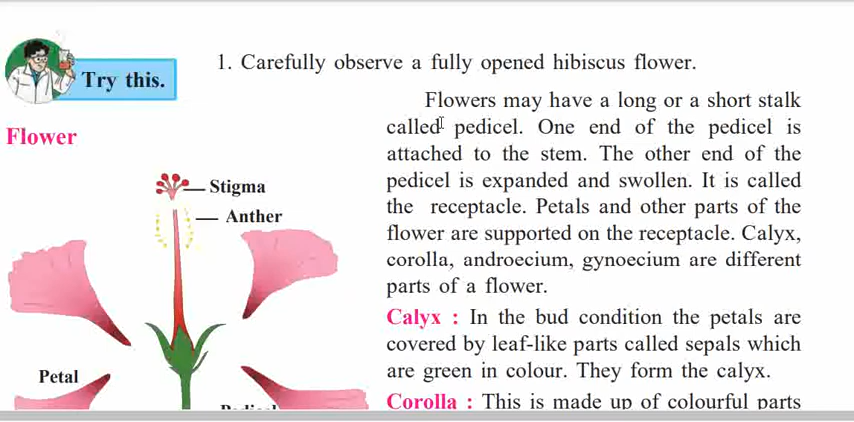 Try this.
1. Carefully observe a fully opened hibiscus flower.
Flower
Stigma
Anther
Petal
Flowers may have a long or a short stalk
called pedicel. One end of the pedicel is
attached to the stem. The other end of the
pedicel is expanded and swollen. It is called
the receptacle. Petals and other parts of the
flower are supported on the receptacle. Calyx,
corolla, androecium, gynoecium are different
parts of a flower.
Calyx : In the bud condition the petals are
covered by leaf-like parts called sepals which
are green in colour. They form the calyx.
Corolla : This is made up of colourful parts